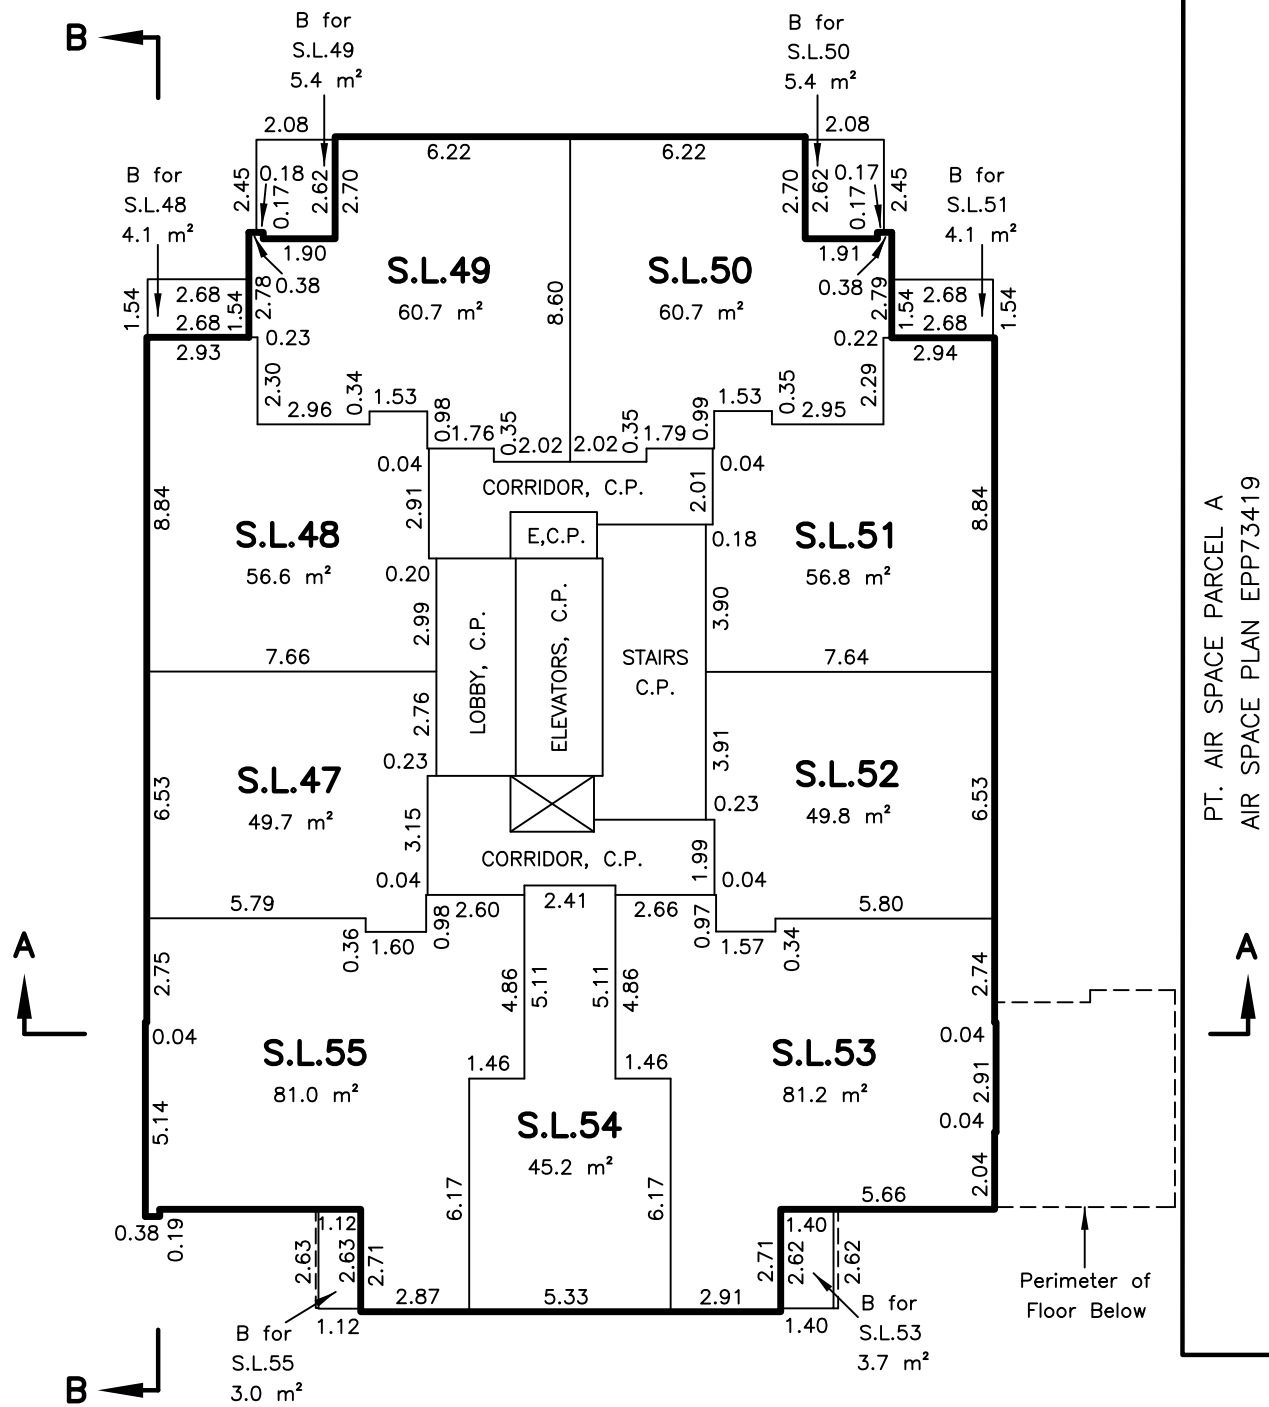 B
B for
S.L.49
5.4 m²
B for
S.L.50
5.4 m²
2.08
2.08
6.22
6.22
B for
S.L.48
4.1 m²
2.45
0.18
0.17
2.62
2.70
2.70
2.62
0.17
0.17
2.45
B for
S.L.51
4.1 m²
1.90
0.38
1.91
0.38
S.L.49
60.7 m²
S.L.50
60.7 m²
8.60
1.54
2.68
2.68
1.54
2.78
2.79
1.54
2.68
2.68
1.54
2.93
0.23
0.22
2.94
2.30
2.96
0.34
1.53
0.98
1.76
0.35
2.02
2.02
0.35
1.79
0.99
1.53
0.35
2.95
2.29
0.04
CORRIDOR, C.P.
2.01
0.04
8.84
S.L.48
56.6 m²
2.91
E,C.P.
0.18
S.L.51
56.8 m²
8.84
0.20
2.99
LOBBY, C.P.
ELEVATORS, C.P.
STAIRS
C.P.
3.90
7.66
7.64
PT. AIR SPACE PARCEL A
AIR SPACE PLAN EPP73419
2.76
0.23
3.91
0.23
6.53
S.L.47
49.7 m²
S.L.52
49.8 m²
6.53
3.15
CORRIDOR, C.P.
1.99
0.04
0.04
5.79
0.36
1.60
0.98
2.60
2.41
2.66
0.97
1.57
0.34
5.80
A
A
2.75
4.86
5.11
5.11
4.86
2.74
0.04
0.04
S.L.55
81.0 m²
S.L.53
81.2 m²
1.46
1.46
2.91
0.04
5.14
S.L.54
45.2 m²
6.17
6.17
2.04
5.66
0.38
0.19
1.12
2.63
2.63
2.71
2.71
1.40
2.62
2.62
2.87
5.33
2.91
1.12
1.40
Perimeter of
Floor Below
B for
S.L.55
3.0 m²
B for
S.L.53
3.7 m²
B